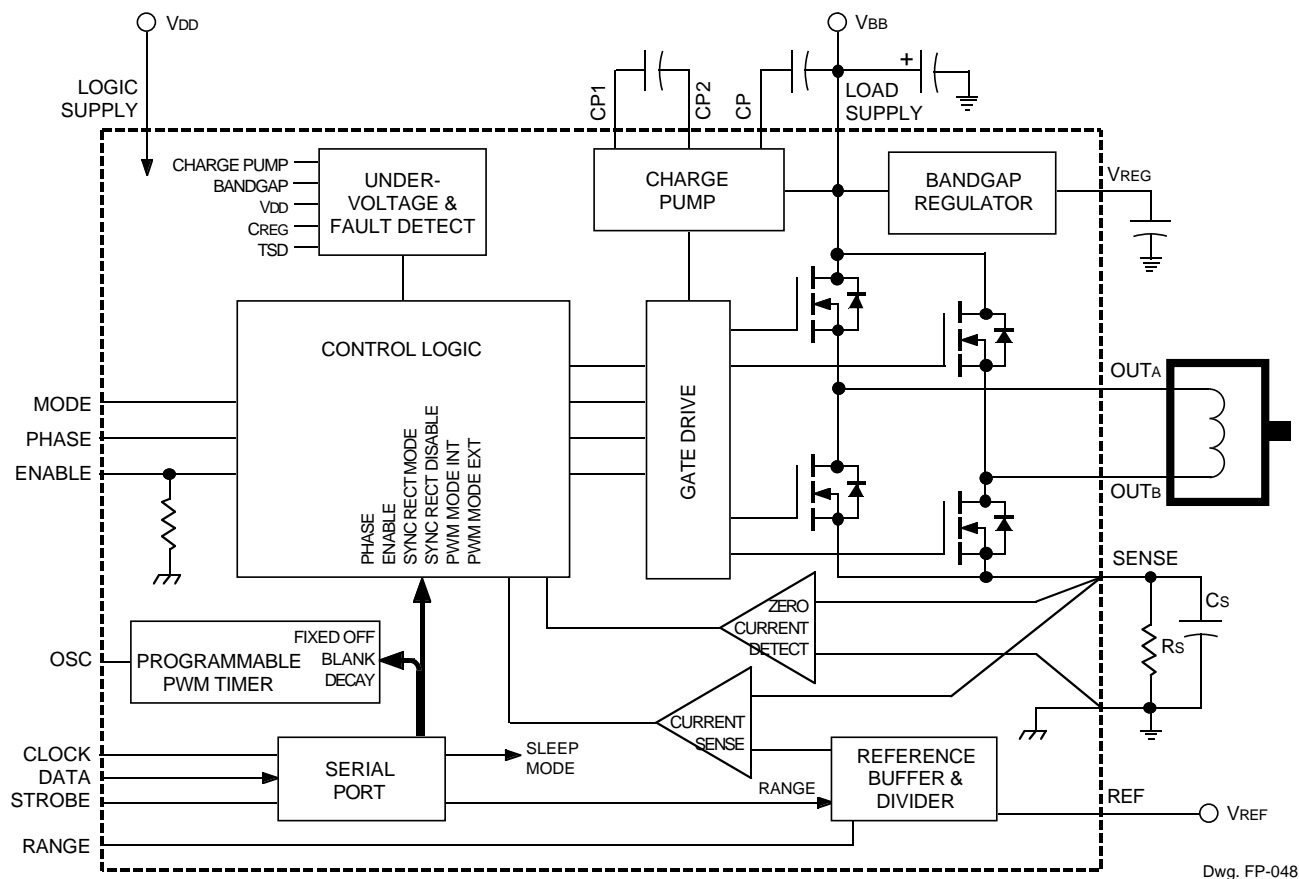 VDD
VBB
LOGIC
SUPPLY
CP1
CP2
CP
+
LOAD
SUPPLY
CHARGE PUMP
BANDGAP
VDD
CREG
TSD
UNDER-
VOLTAGE &
FAULT DETECT
CHARGE
PUMP
BANDGAP
REGULATOR
VREG
CONTROL LOGIC
GATE DRIVE
MODE
PHASE
ENABLE
PHASE
ENABLE
SYNC RECT MODE
SYNC RECT DISABLE
PWM MODE INT
PWM MODE EXT
OUTA
OUTB
SENSE
CS
RS
ZERO
CURRENT
DETECT
OSC
PROGRAMMABLE
PWM TIMER
FIXED OFF
BLANK
DECAY
CURRENT
SENSE
CLOCK
DATA
STROBE
SERIAL
PORT
SLEEP
MODE
RANGE
REFERENCE
BUFFER &
DIVIDER
REF
VREF
RANGE
Dwg. FP-048